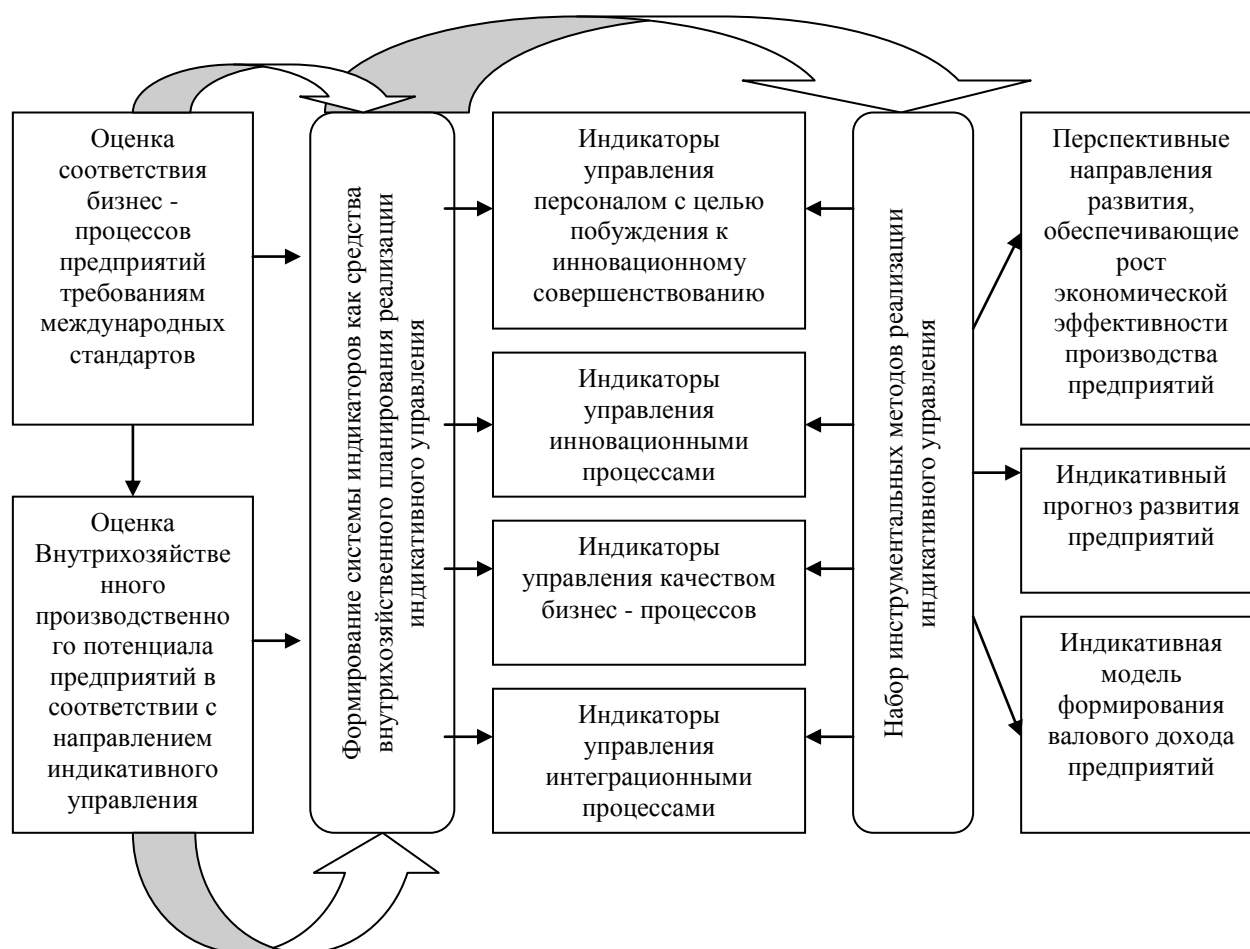 Оценка
соответствия
бизнес -
процессов
предприятий
требованиям
международных
стандартов
Оценка
Внутрихозяйстве
нного
производственно
го потенциала
предприятий в
соответствии с
направлением
индикативного
управления
Формирование системы индикаторов как средства
внутрихозяйственного планирования реализации
индикативного управления
Индикаторы
управления
персоналом с целью
побуждения к
инновационному
совершенствованию
Индикаторы
управления
инновационными
процессами
Индикаторы
управления качеством
бизнес - процессов
Индикаторы
управления
интеграционными
процессами
Набор инструментальных методов реализации
индикативного управления
Перспективные
направления
развития,
обеспечивающие
рост
экономической
эффективности
производства
предприятий
Индикативный
прогноз развития
предприятий
Индикативная
модель
формирования
валового дохода
предприятий